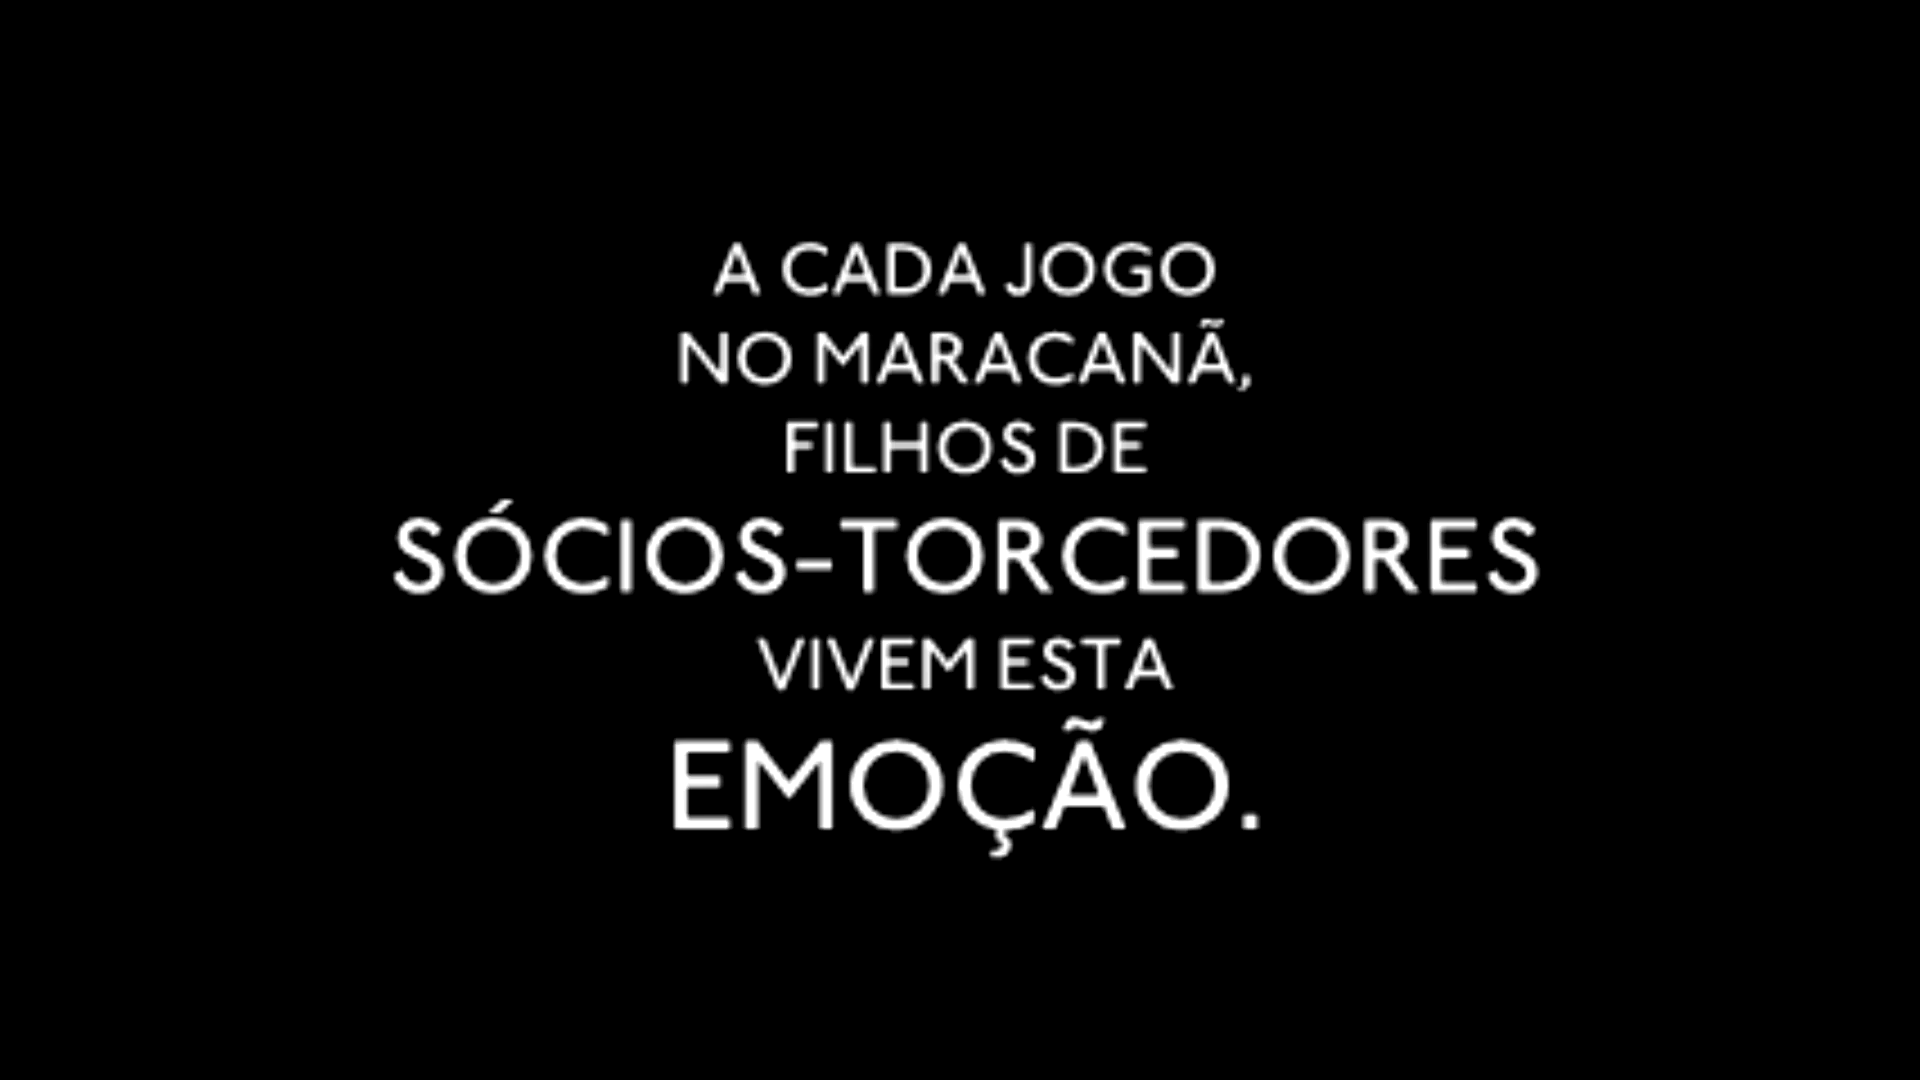 A CADA JOGO
NO MARACANÃ,
FILHOS DE
SÓCIOS-TORCEDORES
VIVEM ESTA
EMOÇÃO.